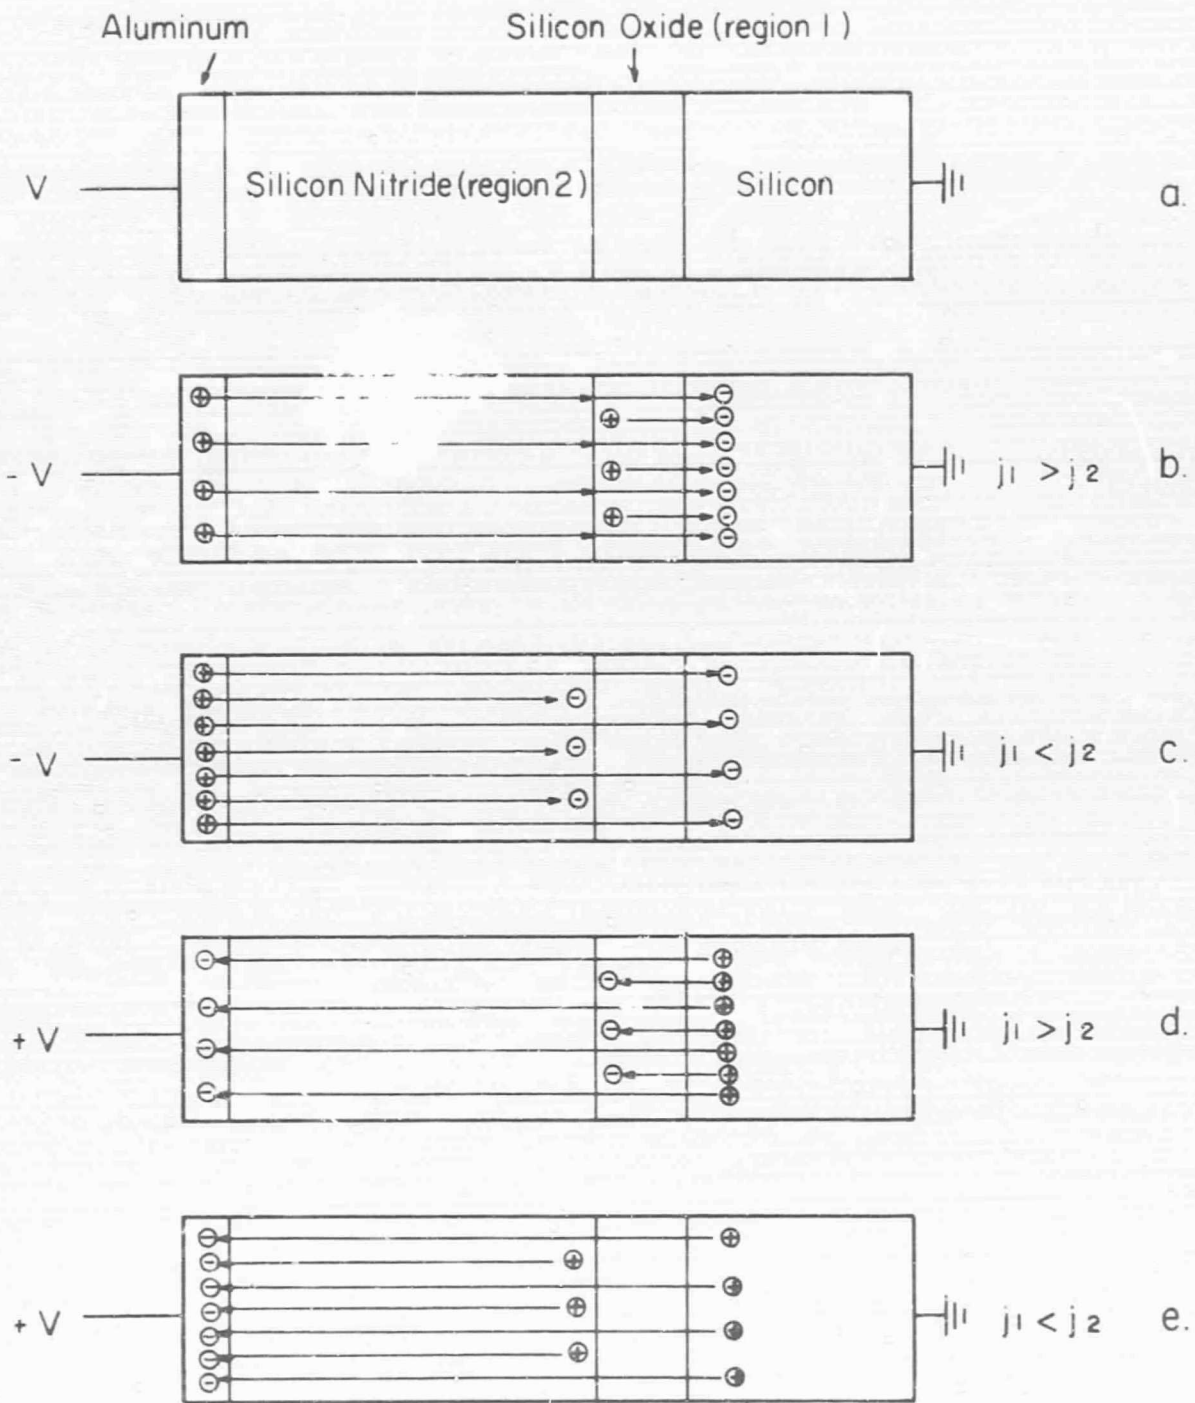 Aluminum
Silicon Oxide (region 1)
V
Silicon Nitride (region 2)
Silicon
a.
- V
j1 > j2
b.
- V
j1 < j2
c.
+ V
j1 > j2
d.
+ V
j1 < j2
e.